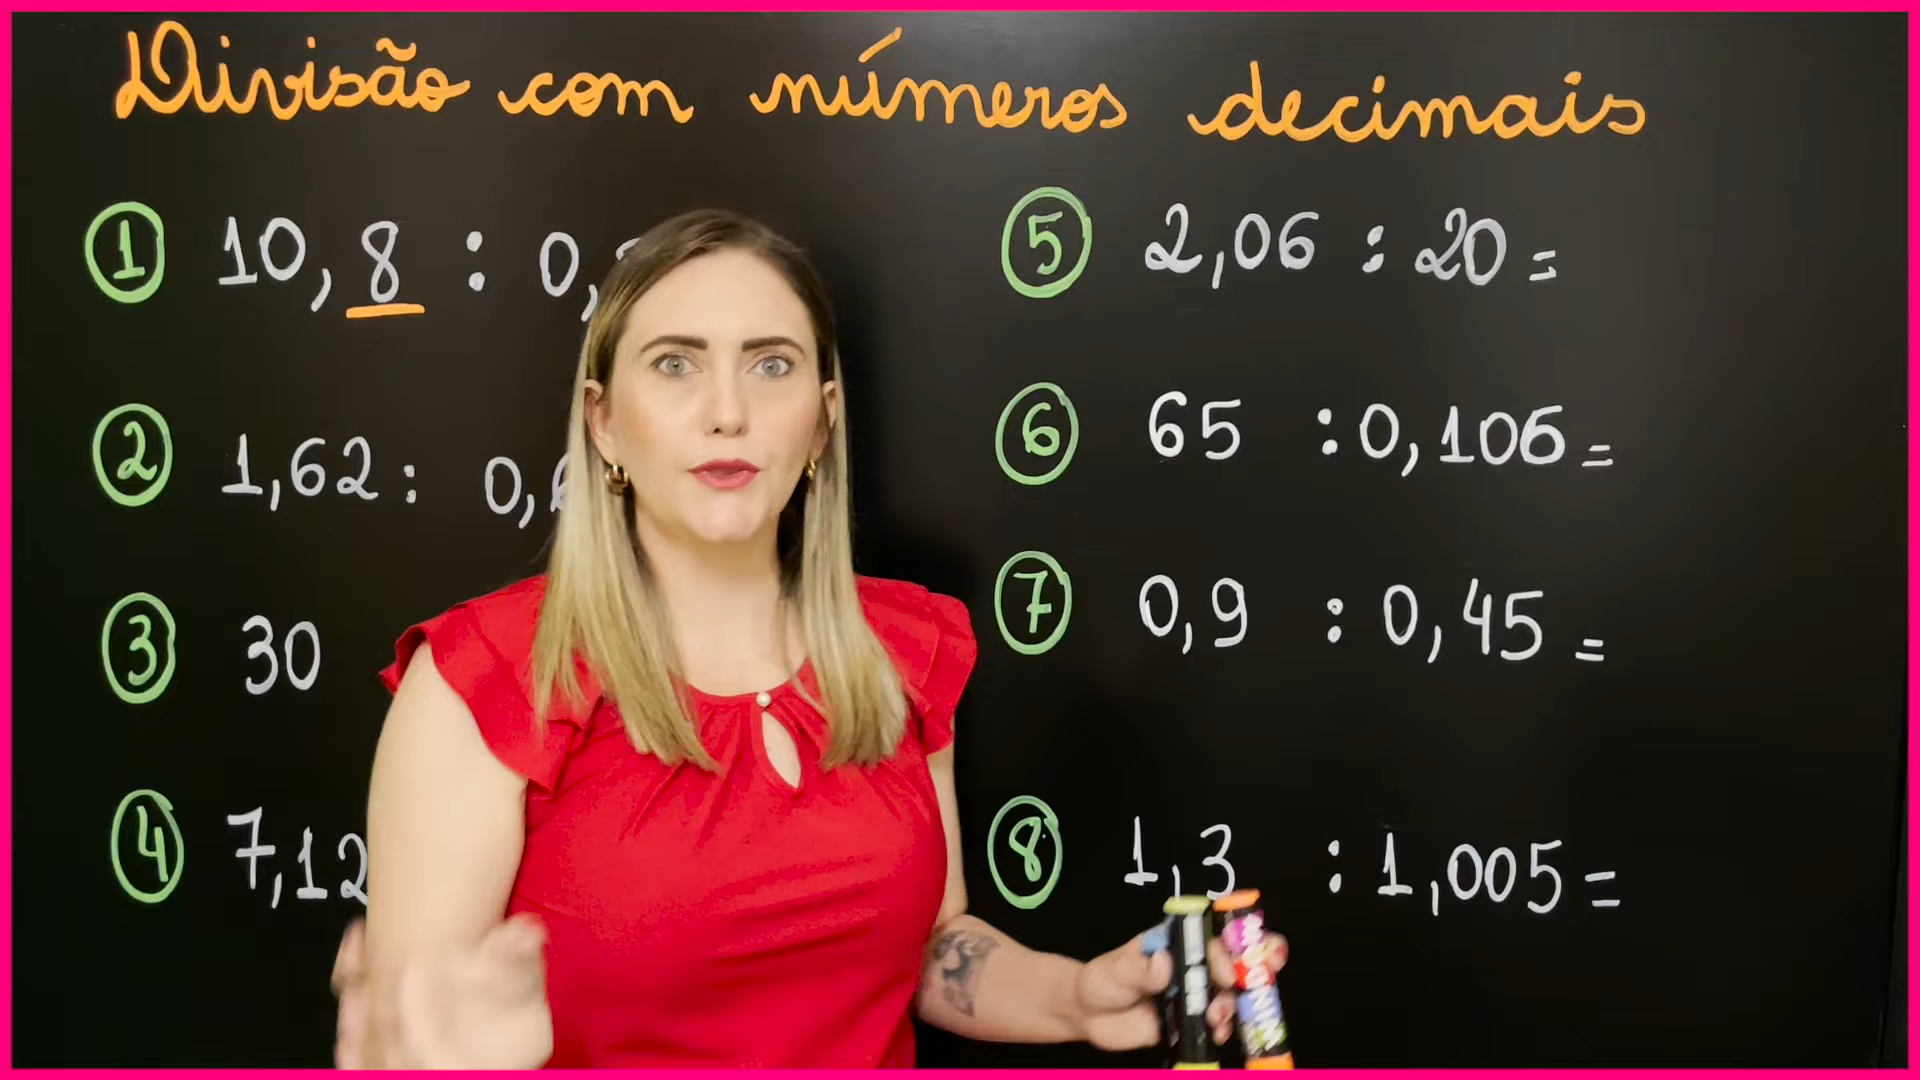 Divisão com números decimais
1 10,8 : 0,
2 1,62 : 0,6
3 30
4 7,12
5 2,06 : 20 =
6 65 : 0,106 =
7 0,9 : 0,45 =
8 1,3 : 1,005 =